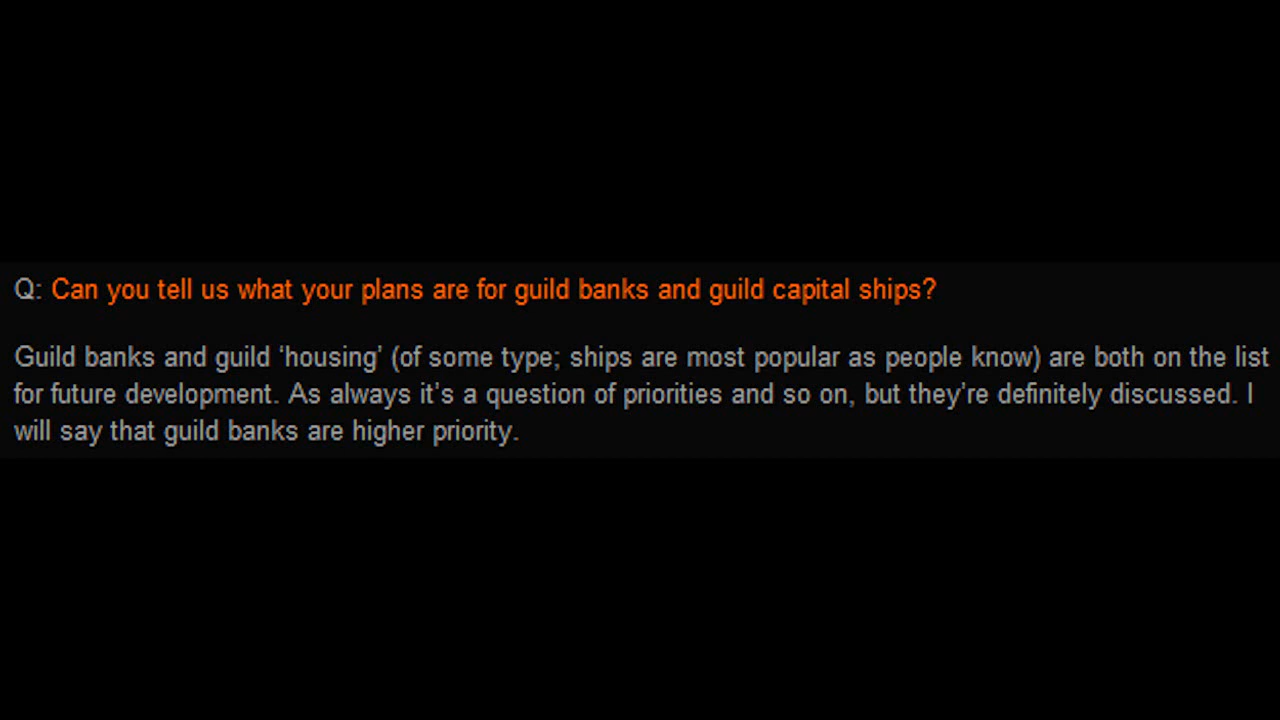 Q: Can you tell us what your plans are for guild banks and guild capital ships?
Guild banks and guild ‘housing’ (of some type; ships are most popular as people know) are both on the list
for future development. As always it’s a question of priorities and so on, but they’re definitely discussed. I
will say that guild banks are higher priority.